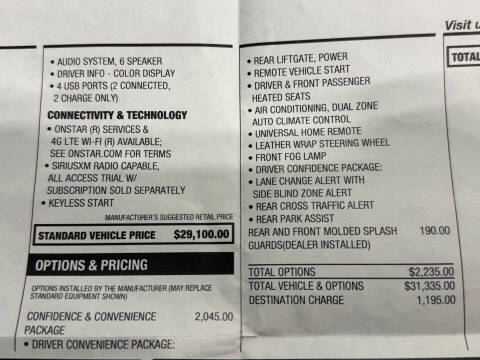 • AUDIO SYSTEM, 6 SPEAKER
• DRIVER INFO - COLOR DISPLAY
• 4 USB PORTS (2 CONNECTED,
2 CHARGE ONLY)
CONNECTIVITY & TECHNOLOGY
• ONSTAR (R) SERVICES &
4G LTE WI-FI (R) AVAILABLE;
SEE ONSTAR.COM FOR TERMS
• SIRIUSXM RADIO CAPABLE,
ALL ACCESS TRIAL W/
SUBSCRIPTION SOLD SEPARATELY
• KEYLESS START
MANUFACTURER'S SUGGESTED RETAIL PRICE
STANDARD VEHICLE PRICE $29,100.00
OPTIONS & PRICING
OPTIONS INSTALLED BY THE MANUFACTURER (MAY REPLACE
STANDARD EQUIPMENT SHOWN)
CONFIDENCE & CONVENIENCE 2,045.00
PACKAGE
• DRIVER CONVENIENCE PACKAGE:
• REAR LIFTGATE, POWER
• REMOTE VEHICLE START
• DRIVER & FRONT PASSENGER
HEATED SEATS
• AIR CONDITIONING, DUAL ZONE
AUTO CLIMATE CONTROL
• UNIVERSAL HOME REMOTE
• LEATHER WRAP STEERING WHEEL
• FRONT FOG LAMP
• DRIVER CONFIDENCE PACKAGE:
• LANE CHANGE ALERT WITH
SIDE BLIND ZONE ALERT
• REAR CROSS TRAFFIC ALERT
• REAR PARK ASSIST
REAR AND FRONT MOLDED SPLASH 190.00
GUARDS(DEALER INSTALLED)
TOTAL OPTIONS $2,235.00
TOTAL VEHICLE & OPTIONS $31,335.00
DESTINATION CHARGE 1,195.00
Visit u
TOTAL